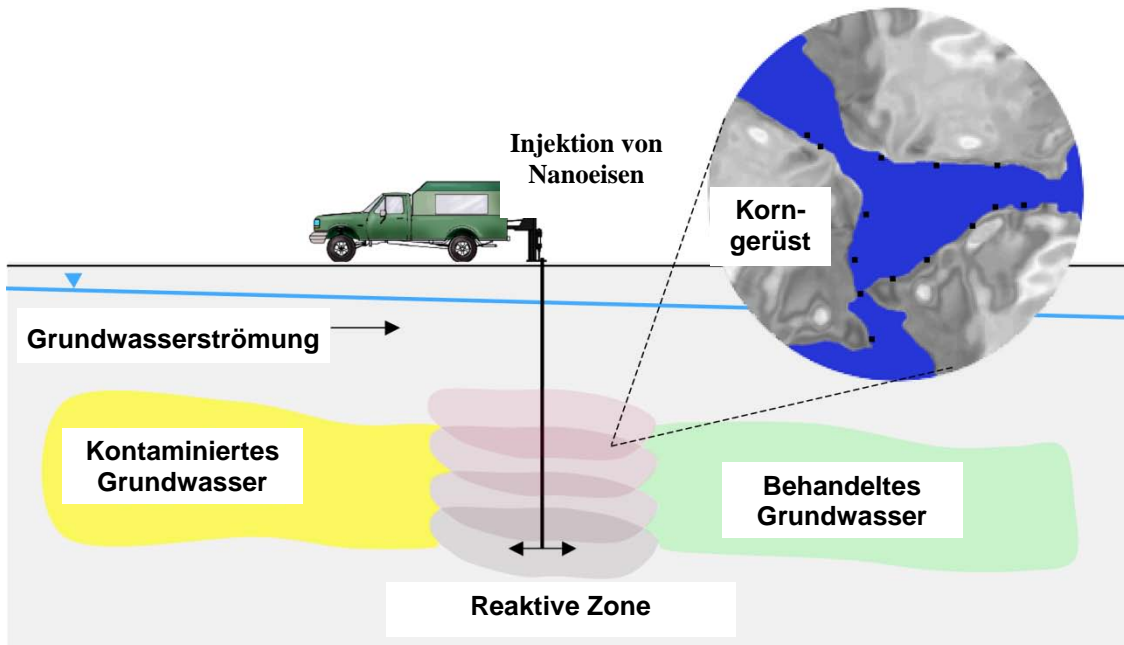 Injektion von
Nanoeisen
Korn-
gerüst
Grundwasserströmung
Kontaminiertes
Grundwasser
Behandeltes
Grundwasser
Reaktive Zone